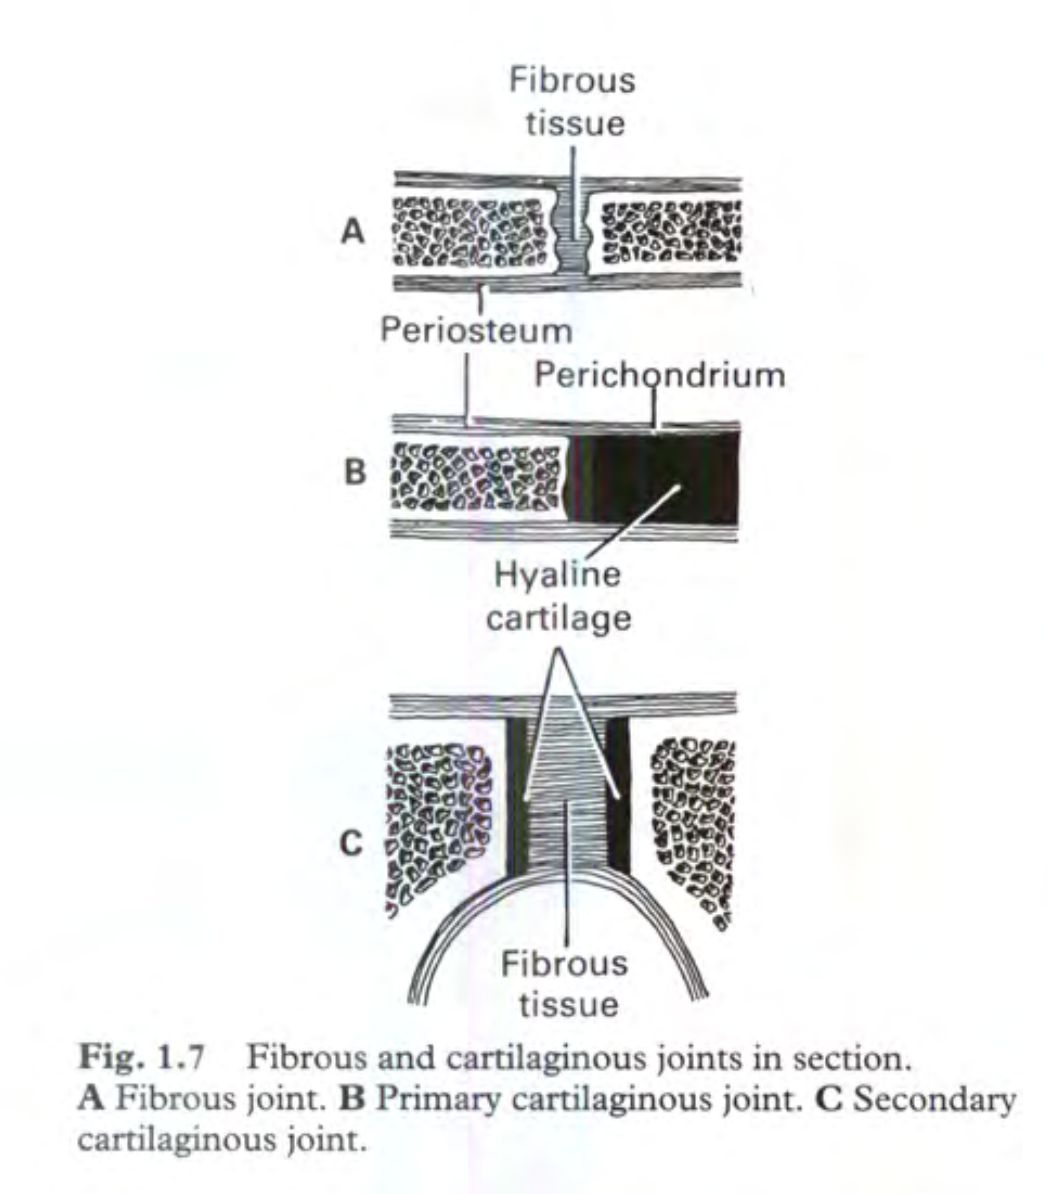 Fibrous
tissue
A
Periosteum
Perichondrium
B
Hyaline
cartilage
C
Fibrous
tissue
Fig. 1.7 Fibrous and cartilaginous joints in section.
A Fibrous joint. B Primary cartilaginous joint. C Secondary
cartilaginous joint.